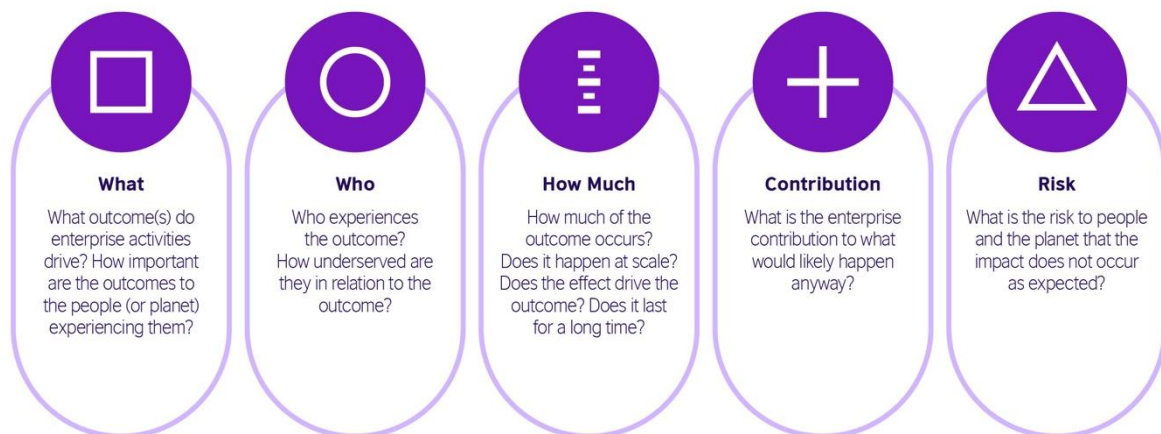 What
What outcome(s) do
enterprise activities
drive? How important
are the outcomes to
the people (or planet)
experiencing them?
Who
Who experiences
the outcome?
How underserved are
they in relation to the
outcome?
How Much
How much of the
outcome occurs?
Does it happen at scale?
Does the effect drive the
outcome? Does it last
for a long time?
Contribution
What is the enterprise
contribution to what
would likely happen
anyway?
Risk
What is the risk to people
and the planet that the
impact does not occur
as expected?